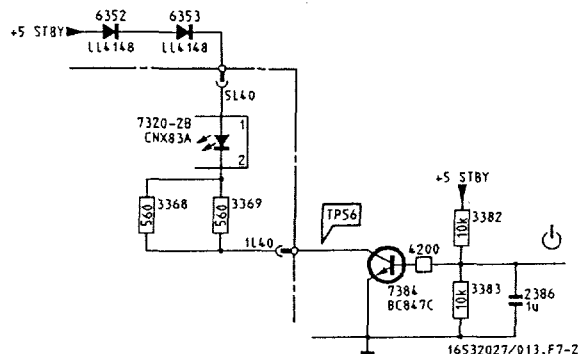 6352 6353
+5 STBY
LL4148 LL4148
5L40
7320-2B 1
CNX83A
2
560 3368 560 3369
+5 STBY
TP56
10k 3382
1L40
4200
7384
BC847C
10k 3383
2386
1u
16532027/013.F7-2